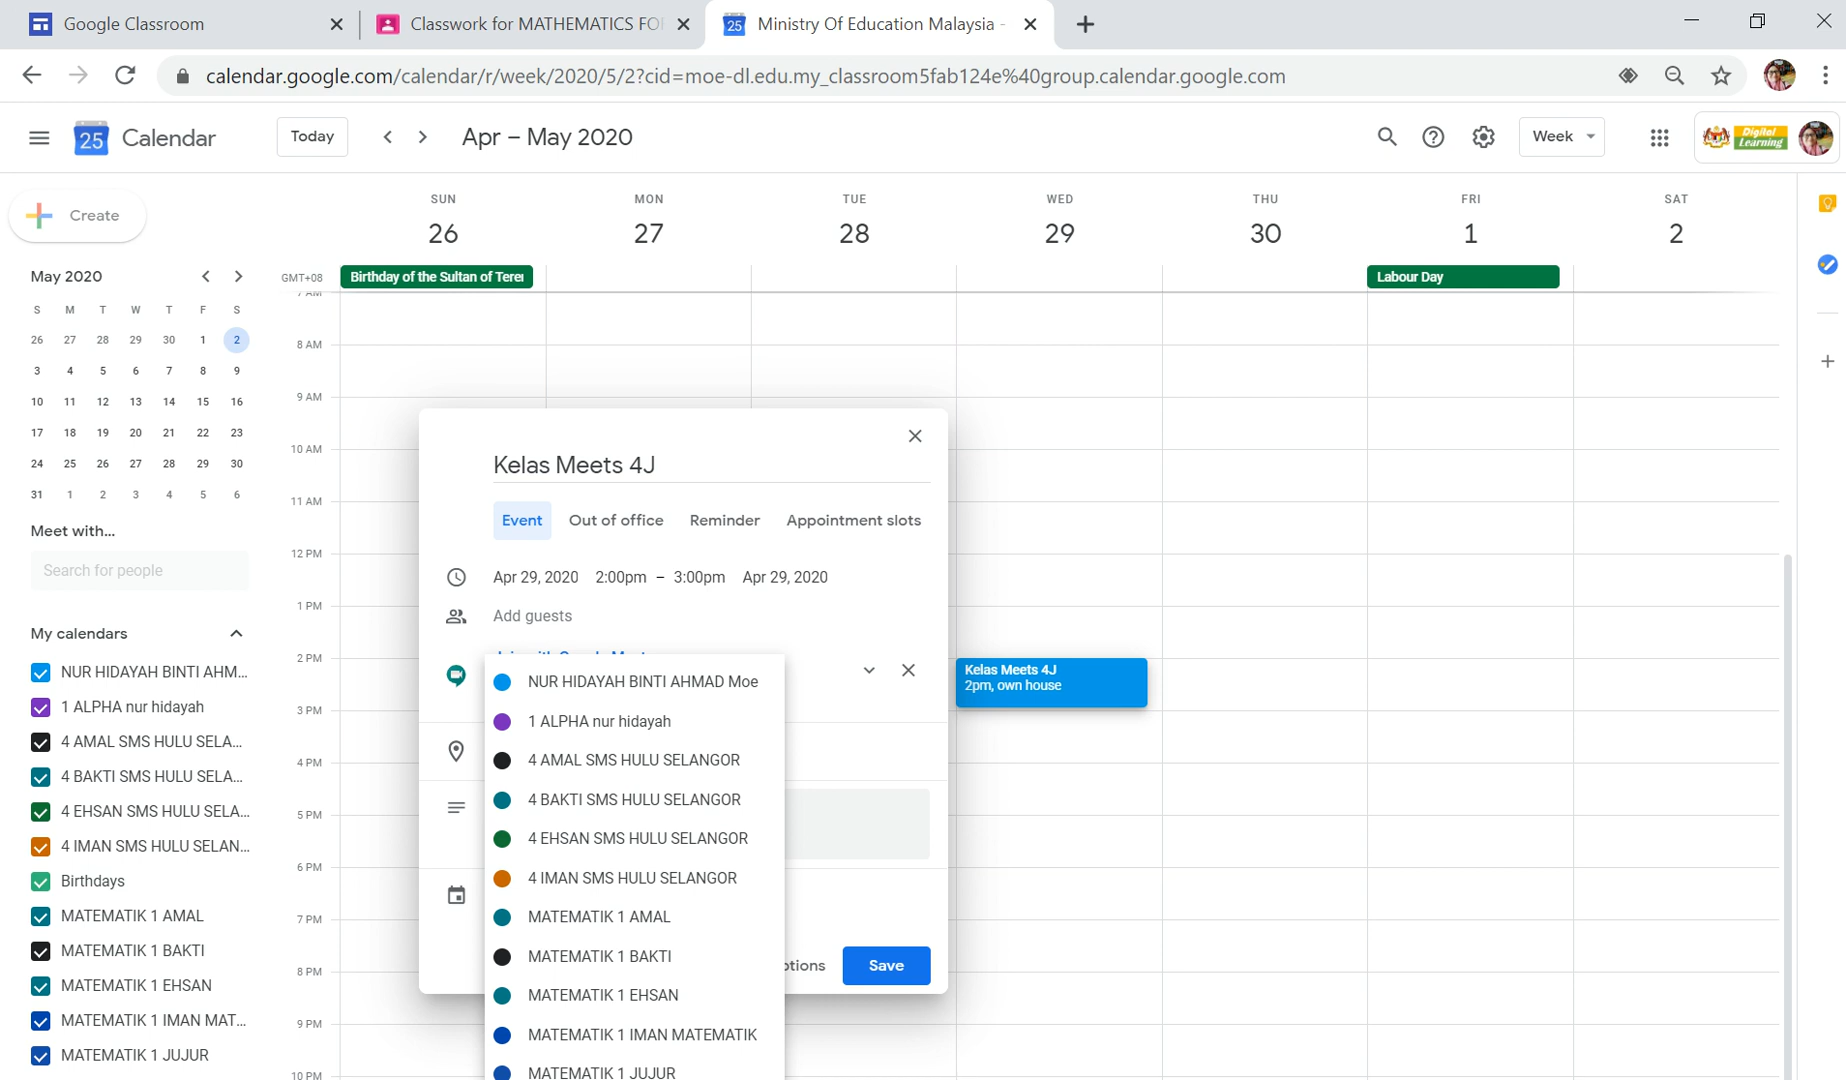 Google Classroom
Classwork for MATHEMATICS FOR
25 Ministry Of Education Malaysia -
calendar.google.com/calendar/r/week/2020/5/2?cid=moe-dl.edu.my_classroom5fab124e%40group.calendar.google.com
25 Calendar Today Apr – May 2020 Week Digital Learning
Create
May 2020
S M T W T F S
26 27 28 29 30 1 2
3 4 5 6 7 8 9
10 11 12 13 14 15 16
17 18 19 20 21 22 23
24 25 26 27 28 29 30
31 1 2 3 4 5 6
Meet with...
Search for people
My calendars
NUR HIDAYAH BINTI AHM...
1 ALPHA nur hidayah
4 AMAL SMS HULU SELA...
4 BAKTI SMS HULU SELA...
4 EHSAN SMS HULU SELA...
4 IMAN SMS HULU SELAN...
Birthdays
MATEMATIK 1 AMAL
MATEMATIK 1 BAKTI
MATEMATIK 1 EHSAN
MATEMATIK 1 IMAN MAT...
MATEMATIK 1 JUJUR
SUN MON TUE WED THU FRI SAT
26 27 28 29 30 1 2
GMT+08 Birthday of the Sultan of Tere Labour Day
7 AM
8 AM
9 AM
10 AM
11 AM
12 PM
1 PM
2 PM
3 PM
4 PM
5 PM
6 PM
7 PM
8 PM
9 PM
10 PM
Kelas Meets 4J
Event Out of office Reminder Appointment slots
Apr 29, 2020 2:00pm – 3:00pm Apr 29, 2020
Add guests
NUR HIDAYAH BINTI AHMAD Moe
1 ALPHA nur hidayah
4 AMAL SMS HULU SELANGOR
4 BAKTI SMS HULU SELANGOR
4 EHSAN SMS HULU SELANGOR
4 IMAN SMS HULU SELANGOR
MATEMATIK 1 AMAL
MATEMATIK 1 BAKTI
MATEMATIK 1 EHSAN
MATEMATIK 1 IMAN MATEMATIK
MATEMATIK 1 JUJUR
ptions Save
Kelas Meets 4J
2pm, own house